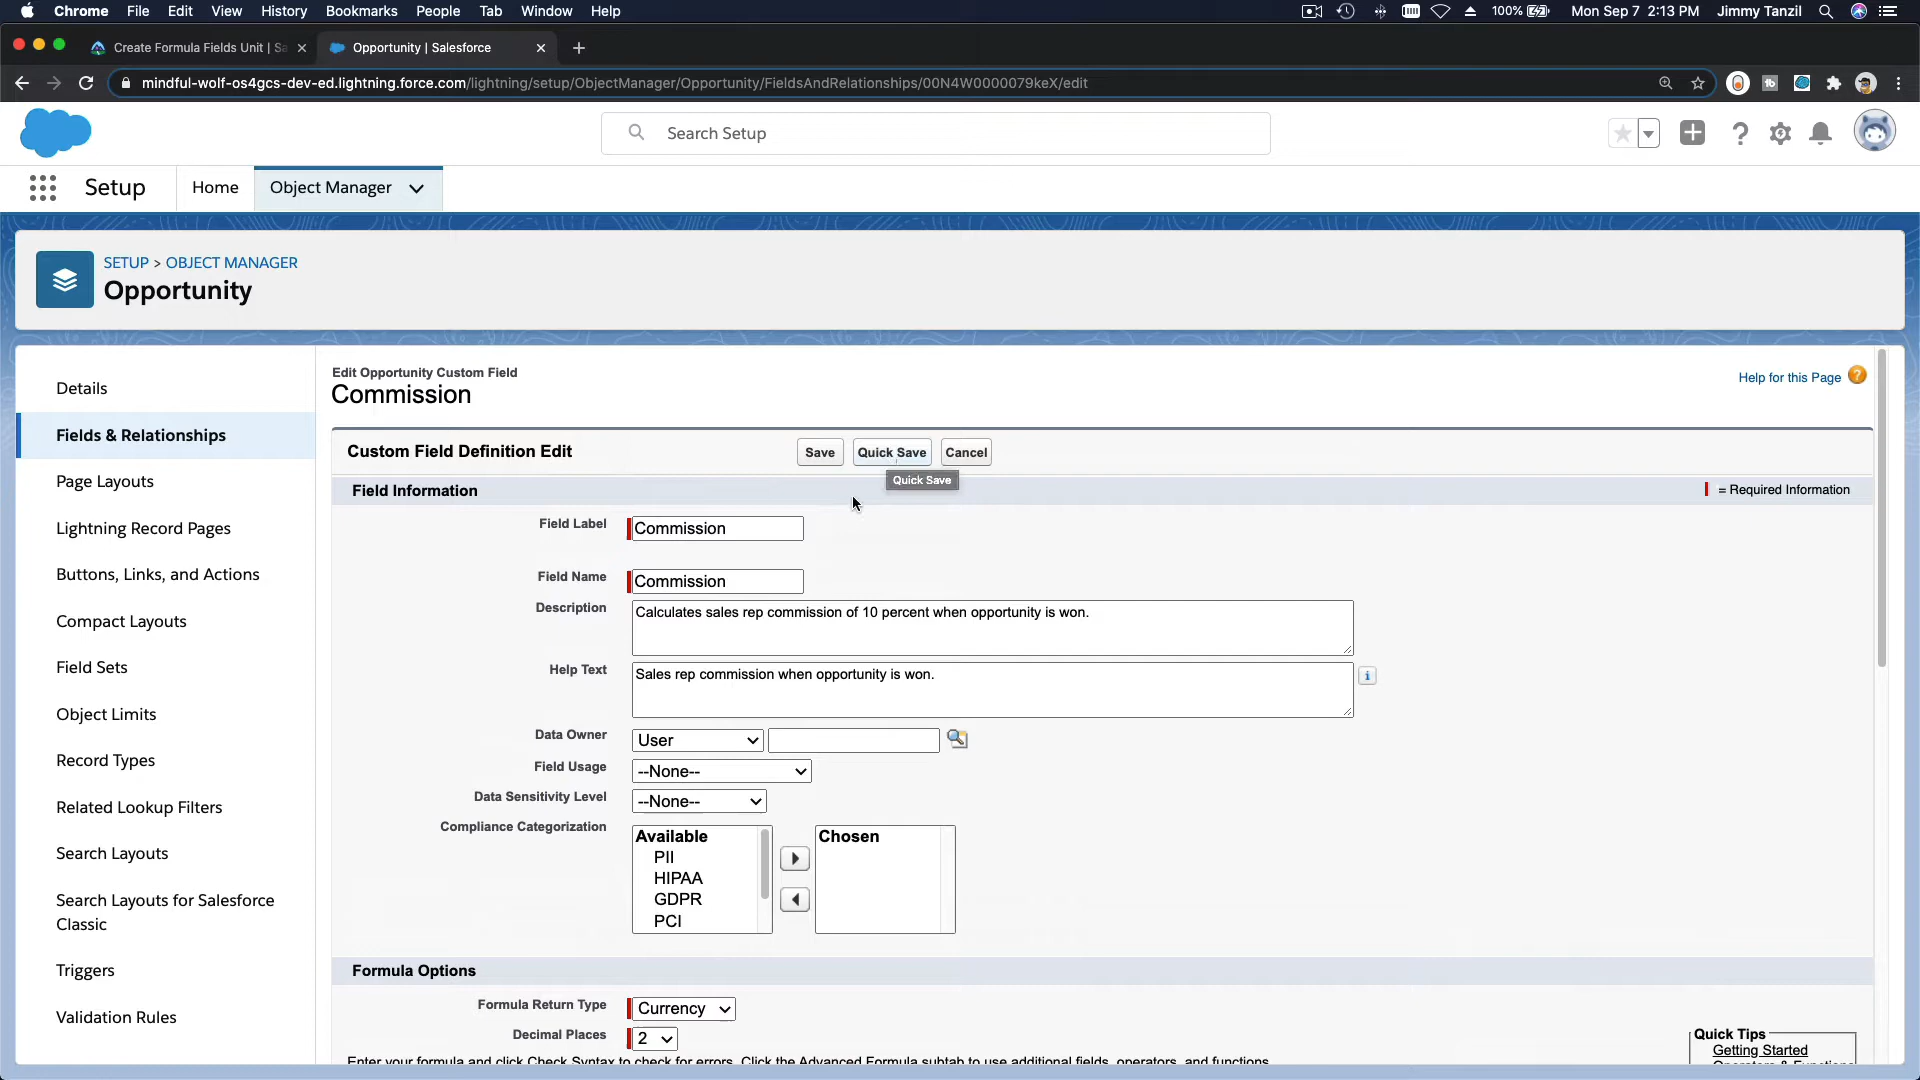 Chrome File Edit View History Bookmarks People Tab Window Help 100% Mon Sep 7 2:13 PM Jimmy Tanzil
Create Formula Fields Unit | Sa Opportunity | Salesforce
mindful-wolf-os4gcs-dev-ed.lightning.force.com/lightning/setup/ObjectManager/Opportunity/FieldsAndRelationships/00N4W0000079keX/edit
Search Setup
Setup Home Object Manager
SETUP > OBJECT MANAGER
Opportunity
Details
Fields & Relationships
Page Layouts
Lightning Record Pages
Buttons, Links, and Actions
Compact Layouts
Field Sets
Object Limits
Record Types
Related Lookup Filters
Search Layouts
Search Layouts for Salesforce
Classic
Triggers
Validation Rules
Edit Opportunity Custom Field
Commission
Help for this Page
Custom Field Definition Edit Save Quick Save Cancel
Quick Save
Field Information = Required Information
Field Label Commission
Field Name Commission
Description Calculates sales rep commission of 10 percent when opportunity is won.
Help Text Sales rep commission when opportunity is won.
Data Owner User
Field Usage --None--
Data Sensitivity Level --None--
Compliance Categorization Available Chosen
PII
HIPAA
GDPR
PCI
Formula Options
Formula Return Type Currency
Decimal Places 2
Quick Tips
Getting Started
Enter your formula and click Check Syntax to check for errors. Click the Advanced Formula subtab to use additional fields, operators, and functions.